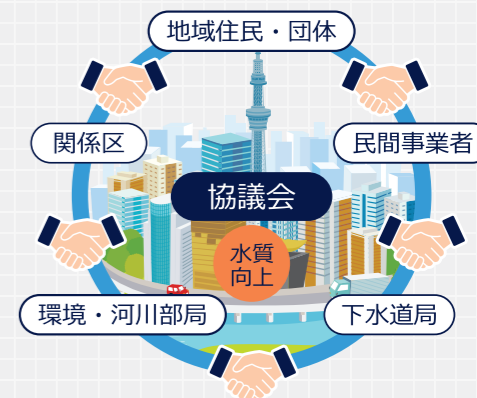 地域住民・団体
関係区
民間事業者
協議会
水質
向上
環境・河川部局
下水道局